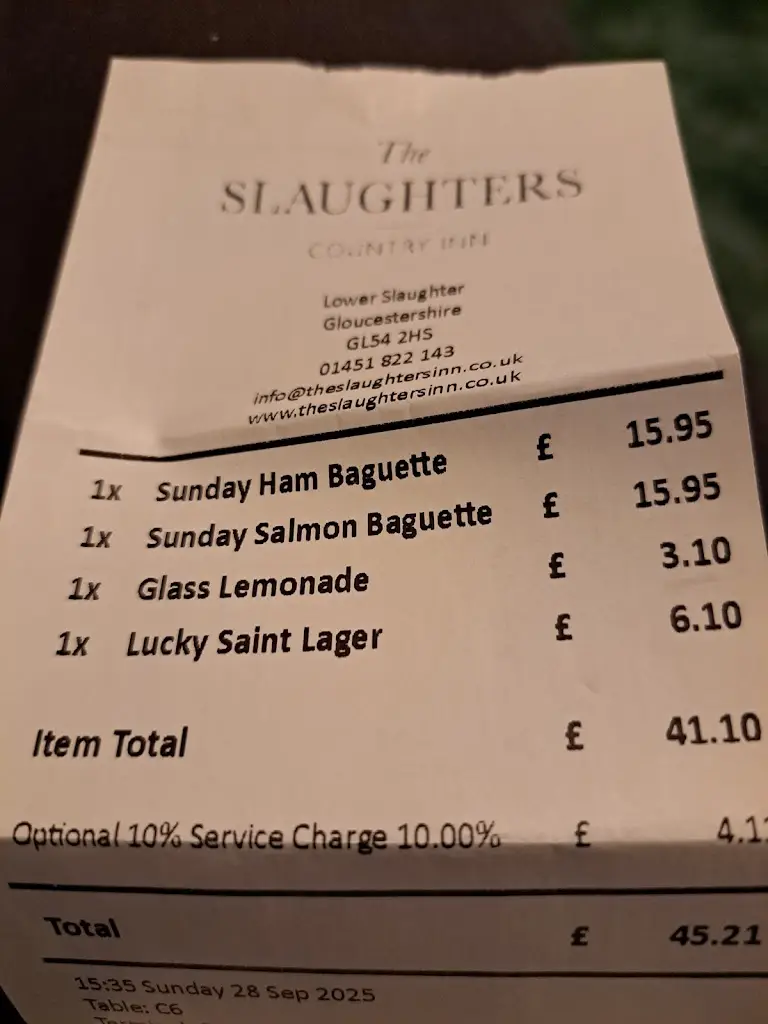 The
SLAUGHTERS
COUNTRY INN
Lower Slaughter
Gloucestershire
GL54 2HS
01451 822 143
info@theslaughtersinn.co.uk
www.theslaughtersinn.co.uk
1x Sunday Ham Baguette £ 15.95
1x Sunday Salmon Baguette £ 15.95
1x Glass Lemonade £ 3.10
1x Lucky Saint Lager £ 6.10
Item Total £ 41.10
Optional 10% Service Charge 10.00% £ 4.11
Total £ 45.21
15:35 Sunday 28 Sep 2025
Table: C6